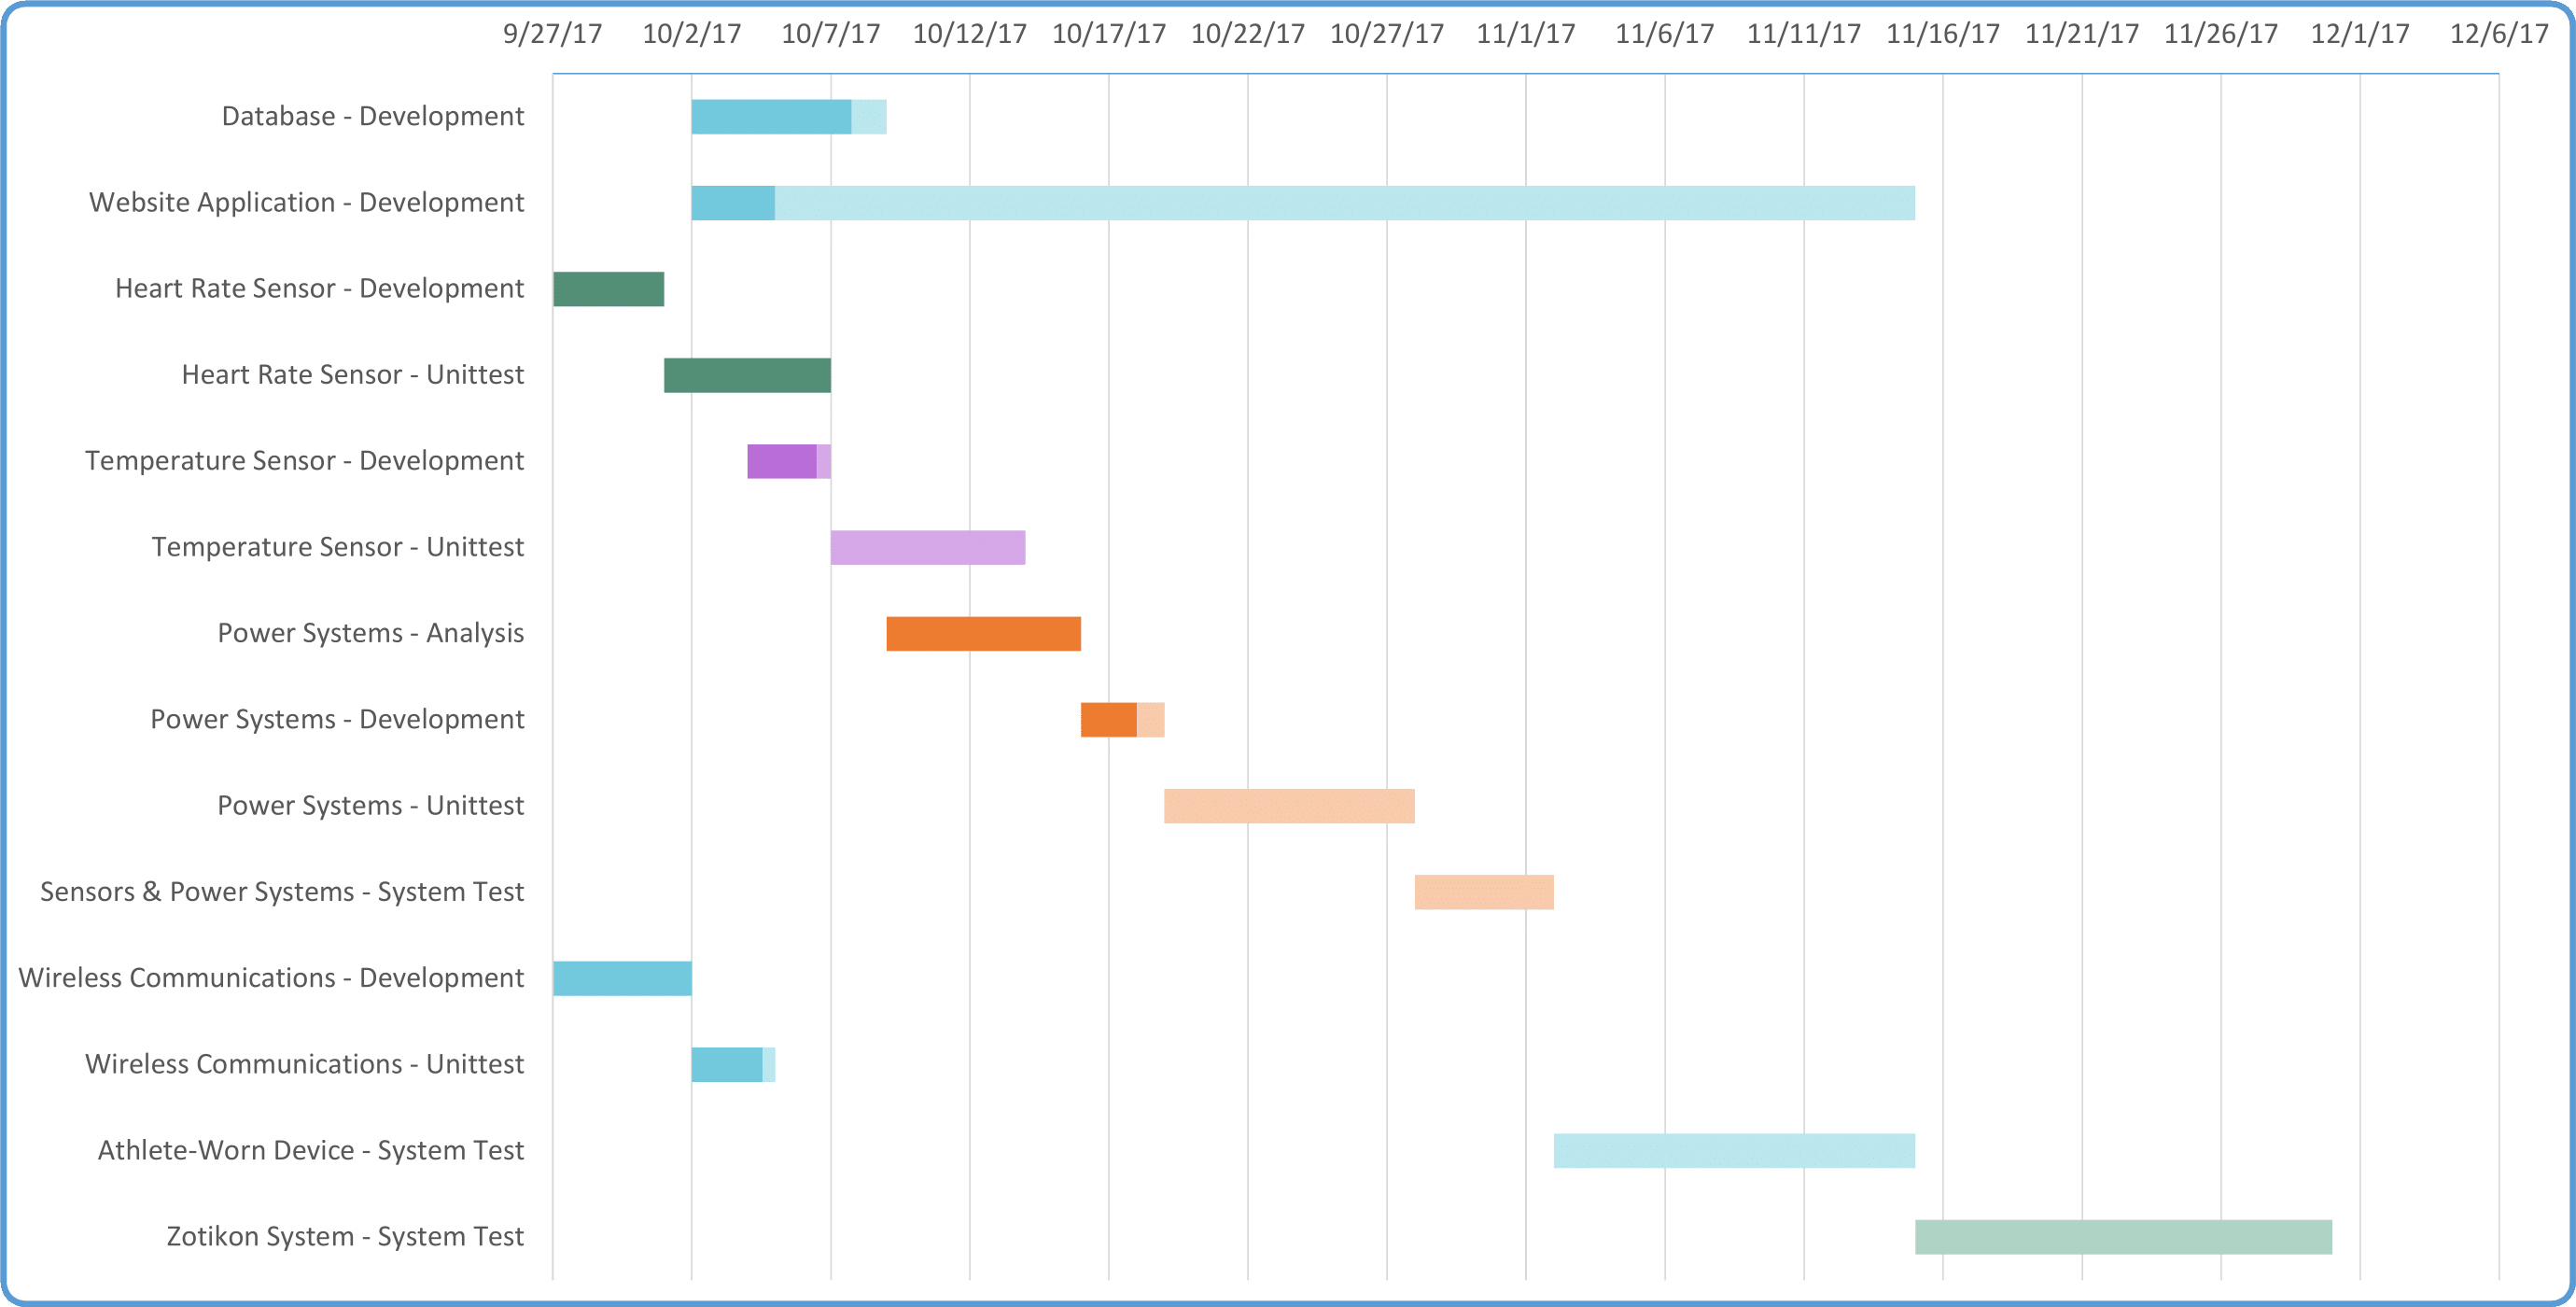 9/27/17 10/2/17 10/7/17 10/12/17 10/17/17 10/22/17 10/27/17 11/1/17 11/6/17 11/11/17 11/16/17 11/21/17 11/26/17 12/1/17 12/6/17
Database - Development
Website Application - Development
Heart Rate Sensor - Development
Heart Rate Sensor - Unittest
Temperature Sensor - Development
Temperature Sensor - Unittest
Power Systems - Analysis
Power Systems - Development
Power Systems - Unittest
Sensors & Power Systems - System Test
Wireless Communications - Development
Wireless Communications - Unittest
Athlete-Worn Device - System Test
Zotikon System - System Test